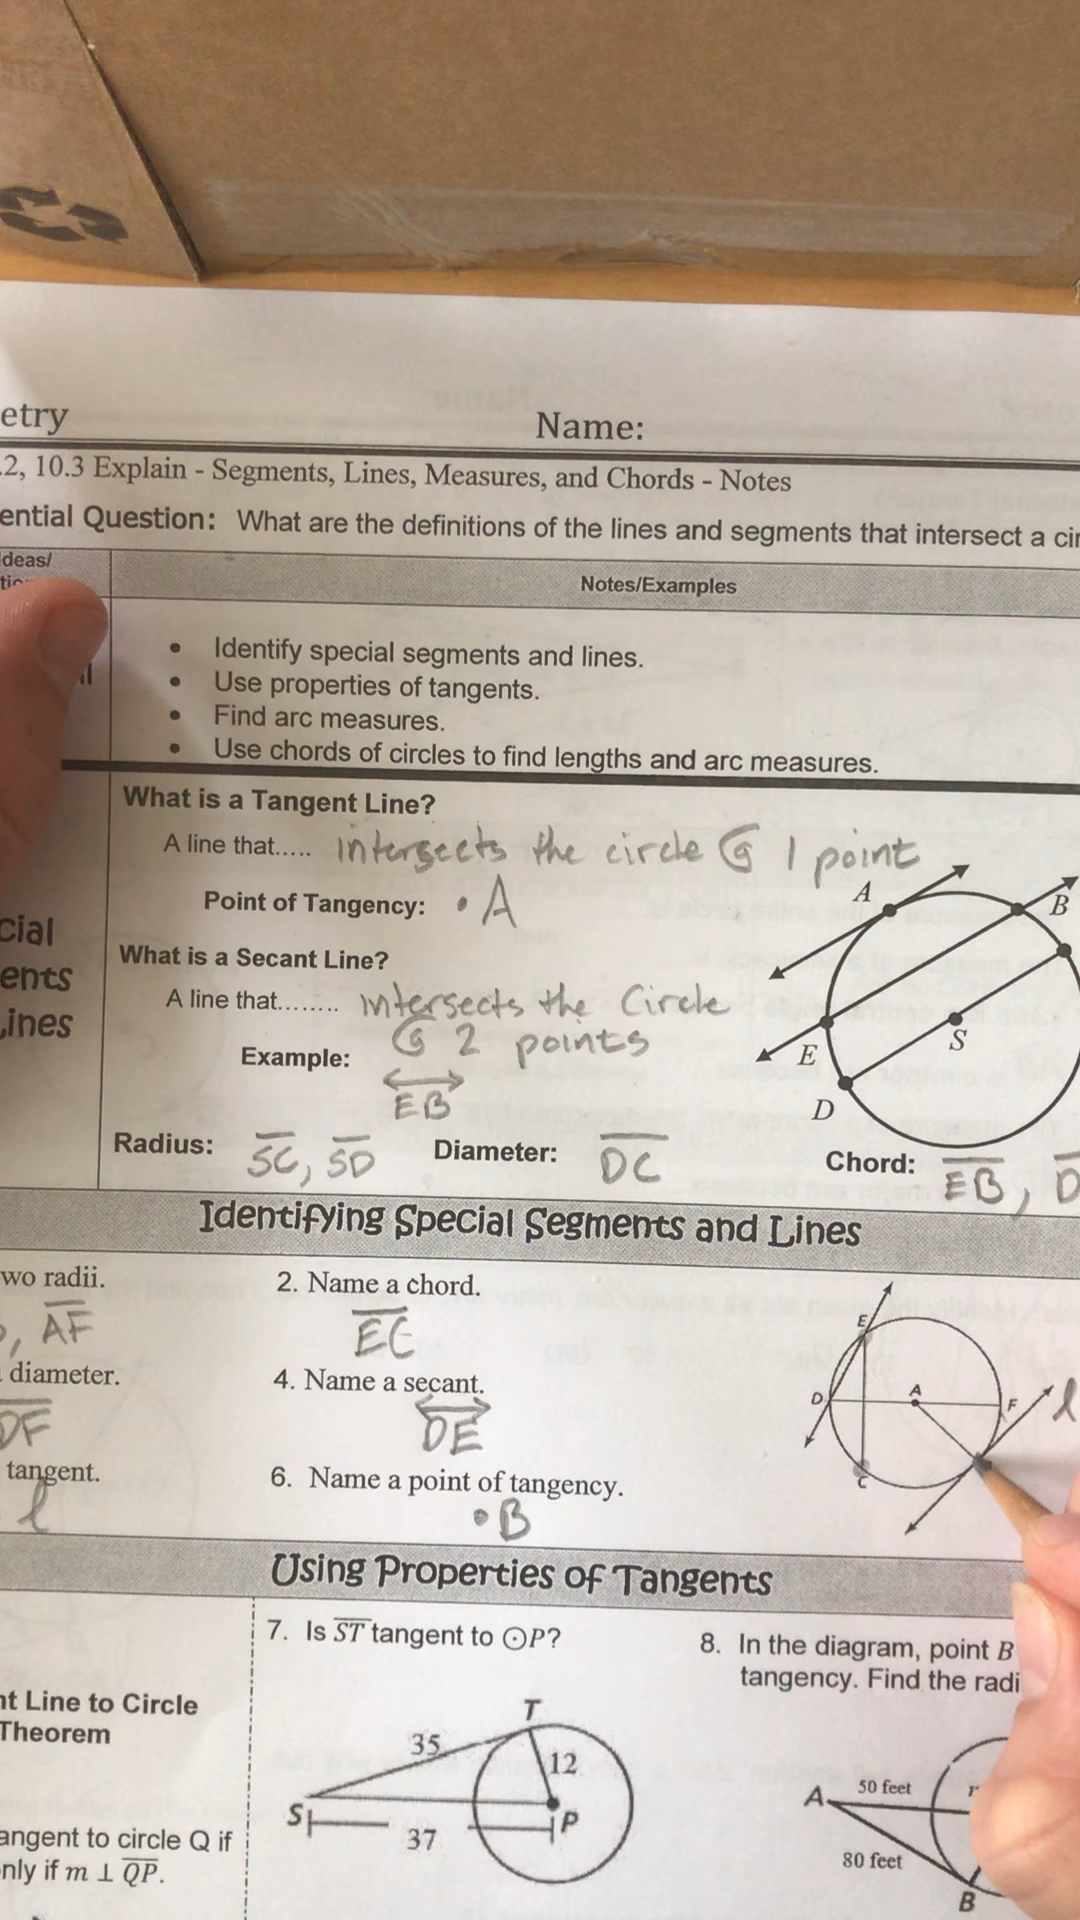 etry Name:
.2, 10.3 Explain - Segments, Lines, Measures, and Chords - Notes
ential Question: What are the definitions of the lines and segments that intersect a cir
deas/
Notes/Examples
• Identify special segments and lines.
• Use properties of tangents.
• Find arc measures.
• Use chords of circles to find lengths and arc measures.
What is a Tangent Line?
A line that..... intersects the circle @ 1 point
Point of Tangency: • A
What is a Secant Line?
A line that........ intersects the Circle
@ 2 points
Example:
EB
cial
ents
Lines
A
B
E
S
D
Radius: SC, SD Diameter: DC Chord: EB, D
Identifying Special Segments and Lines
wo radii. 2. Name a chord.
, AF EC
diameter. 4. Name a secant.
DF DE
tangent. 6. Name a point of tangency.
l • B
E
D A F l
C
Using Properties of Tangents
7. Is ST tangent to ⊙P?
8. In the diagram, point B
tangency. Find the radi
nt Line to Circle
Theorem
angent to circle Q if
nly if m ⊥ QP.
T
35
12
S
P
37
A 50 feet r
80 feet
B